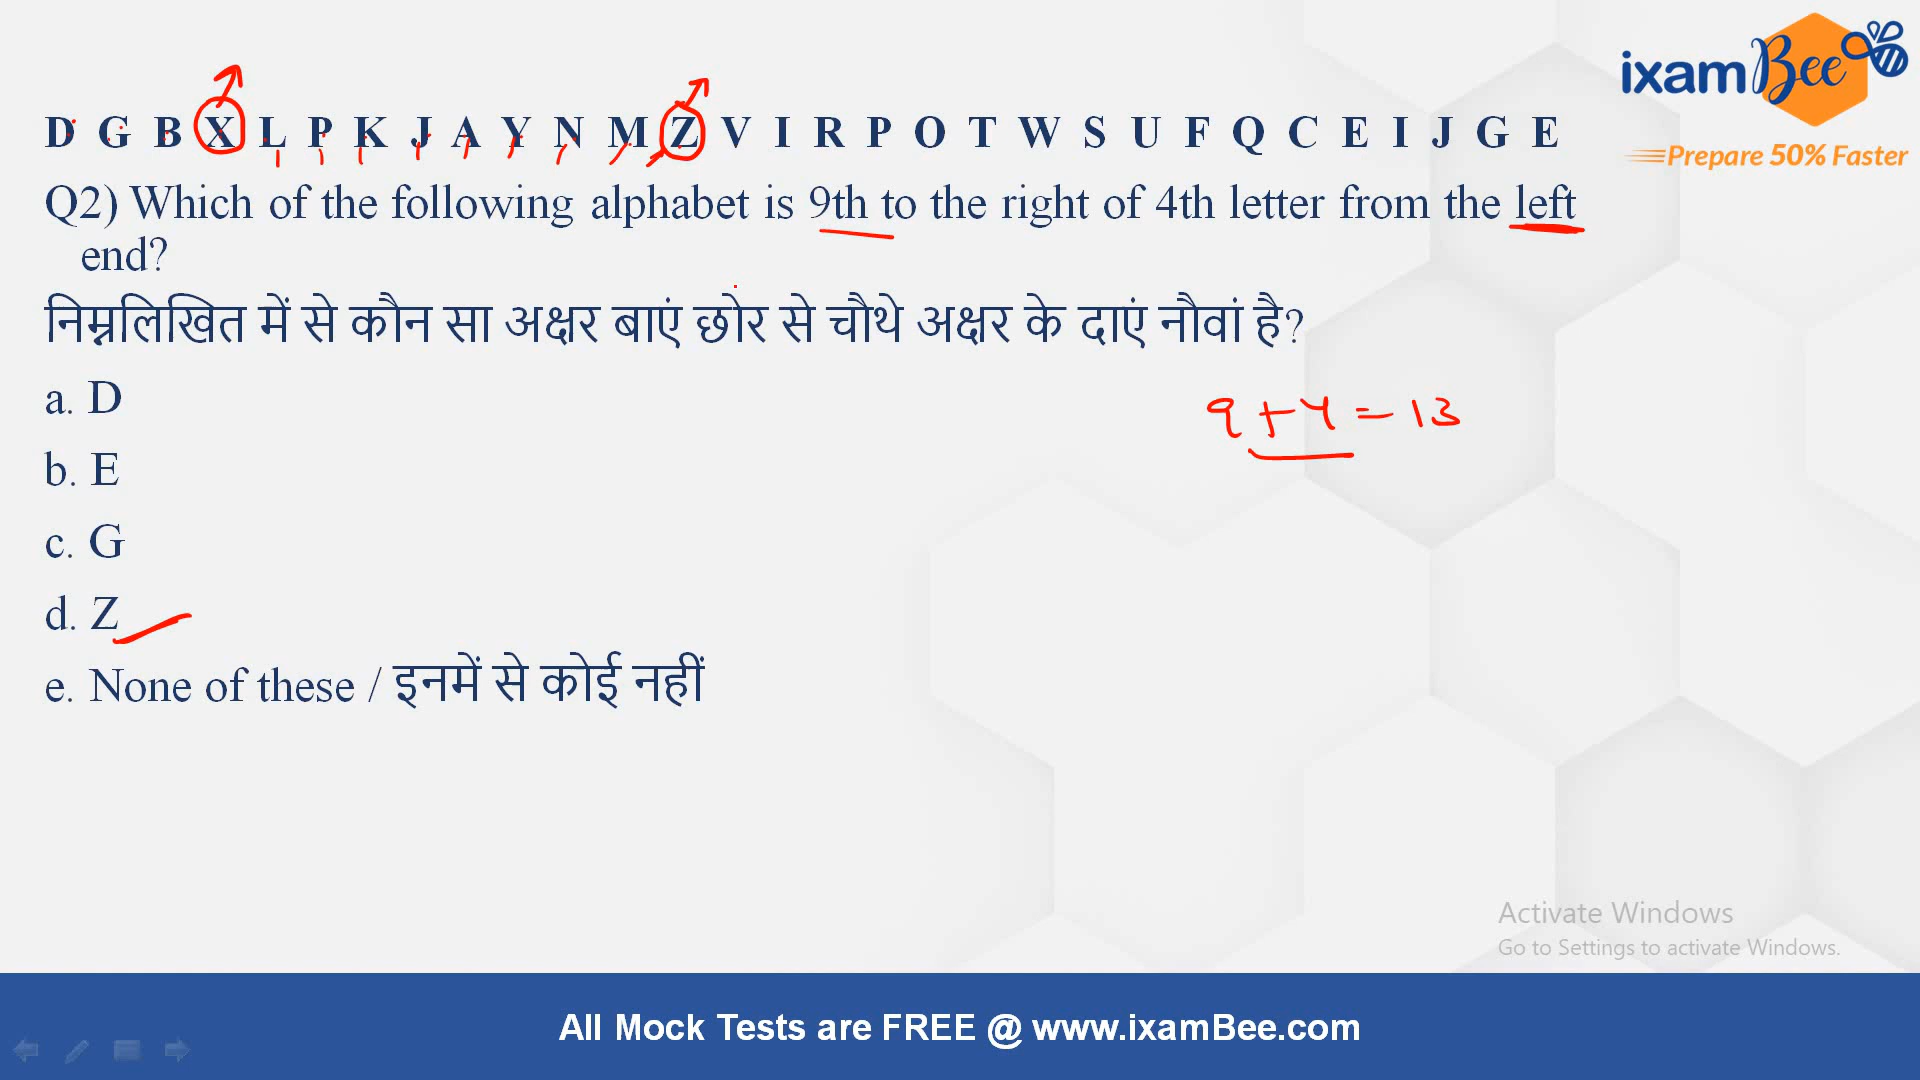 ixamBee
Prepare 50% Faster
D G B X L P K J A Y N M Z V I R P O T W S U F Q C E I J G E
Q2) Which of the following alphabet is 9th to the right of 4th letter from the left
end?
निम्नलिखित में से कौन सा अक्षर बाएं छोर से चौथे अक्षर के दाएं नौवां है?
a. D
9 + 4 = 13
b. E
c. G
d. Z
e. None of these / इनमें से कोई नहीं
Activate Windows
Go to Settings to activate Windows.
All Mock Tests are FREE @ www.ixamBee.com